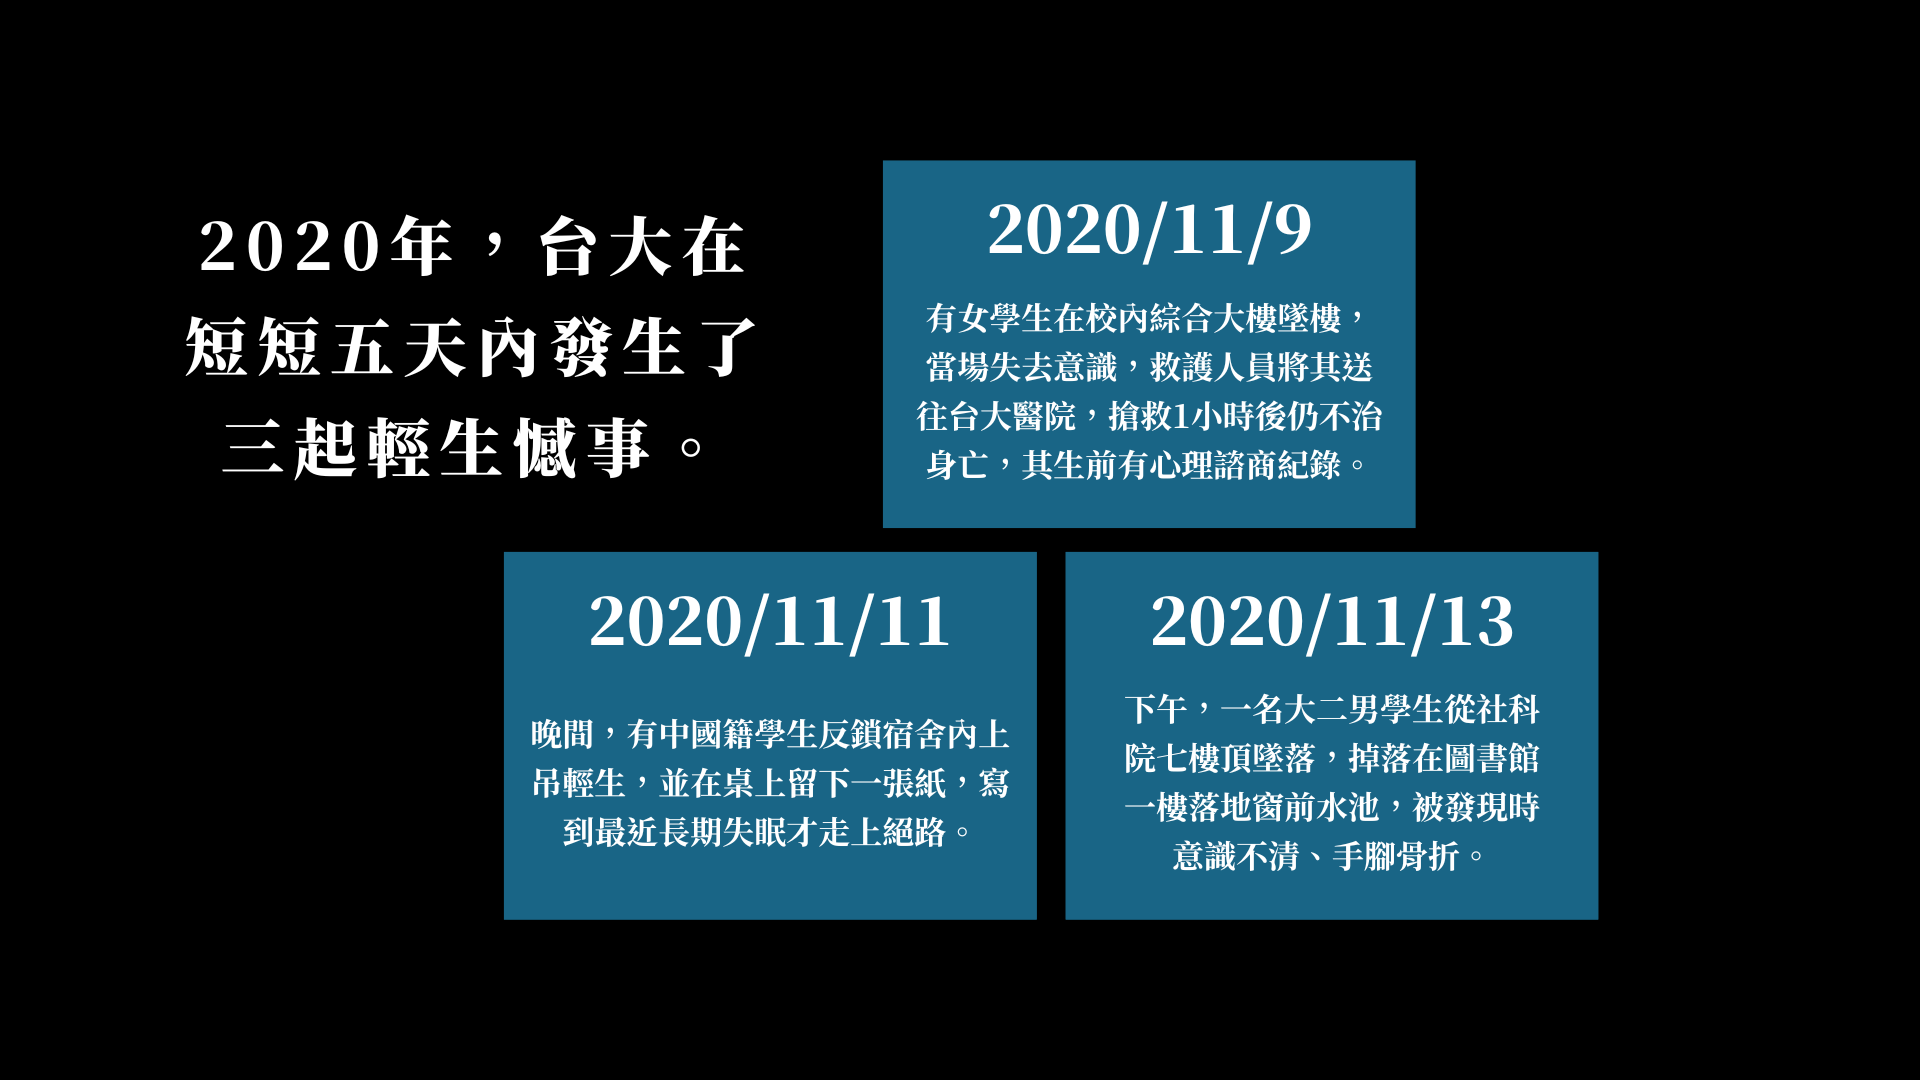 2020年，台大在
短短五天內發生了
三起輕生憾事。
2020/11/9
有女學生在校內綜合大樓墜樓，
當場失去意識，救護人員將其送
往台大醫院，搶救1小時後仍不治
身亡，其生前有心理諮商紀錄。
2020/11/11
晚間，有中國籍學生反鎖宿舍內上
吊輕生，並在桌上留下一張紙，寫
到最近長期失眠才走上絕路。
2020/11/13
下午，一名大二男學生從社科
院七樓頂墜落，掉落在圖書館
一樓落地窗前水池，被發現時
意識不清、手腳骨折。